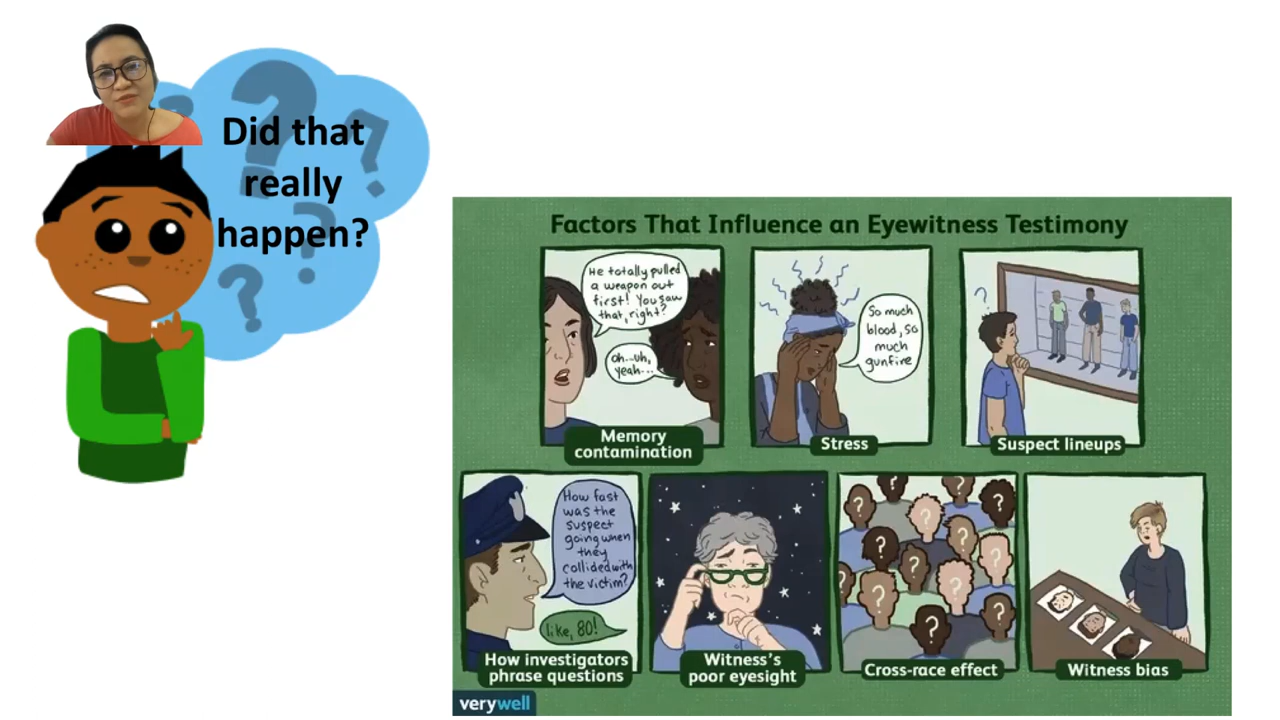 Did that
really
happen?
Factors That Influence an Eyewitness Testimony
He totally pulled
a weapon out
first! You saw
that, right?
Oh...uh,
yeah...
Memory
contamination
So much
blood, so
much
gunfire
Stress
?
Suspect lineups
How fast
was the
suspect
going when
they
collided with
the victim?
like, 80!
How investigators
phrase questions
Witness's
poor eyesight
Cross-race effect
Witness bias
verywell